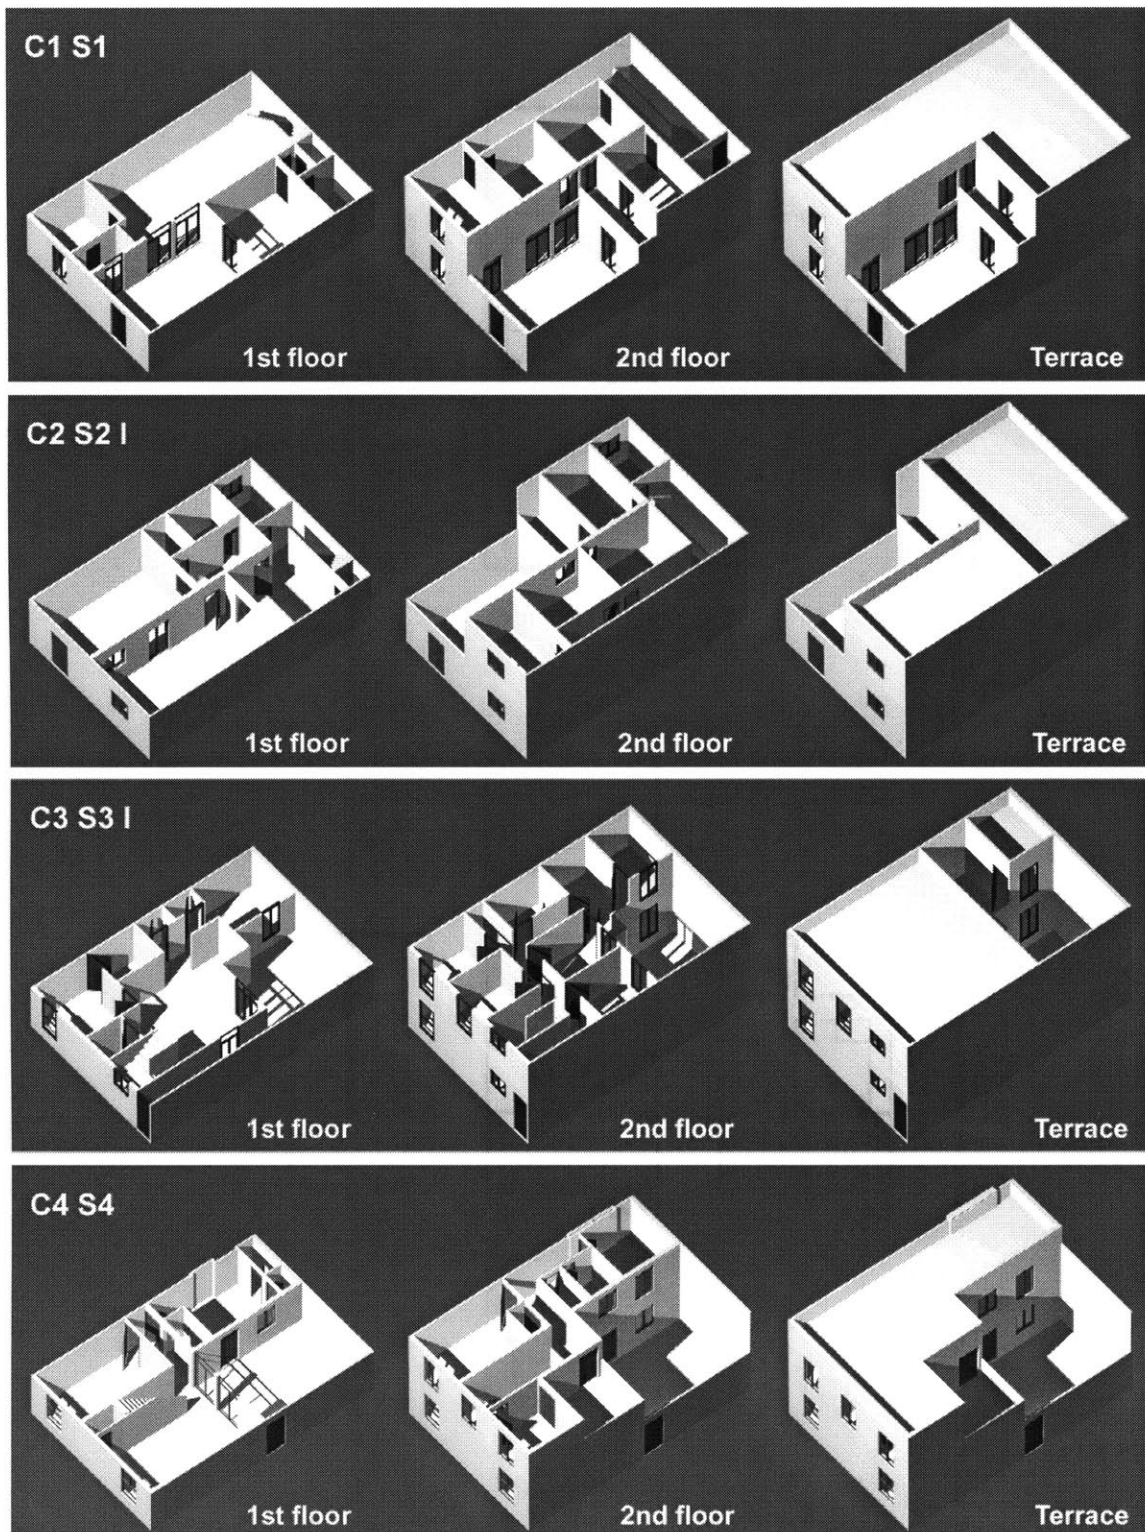 C1 S1
1st floor 2nd floor Terrace
C2 S2 I
1st floor 2nd floor Terrace
C3 S3 I
1st floor 2nd floor Terrace
C4 S4
1st floor 2nd floor Terrace